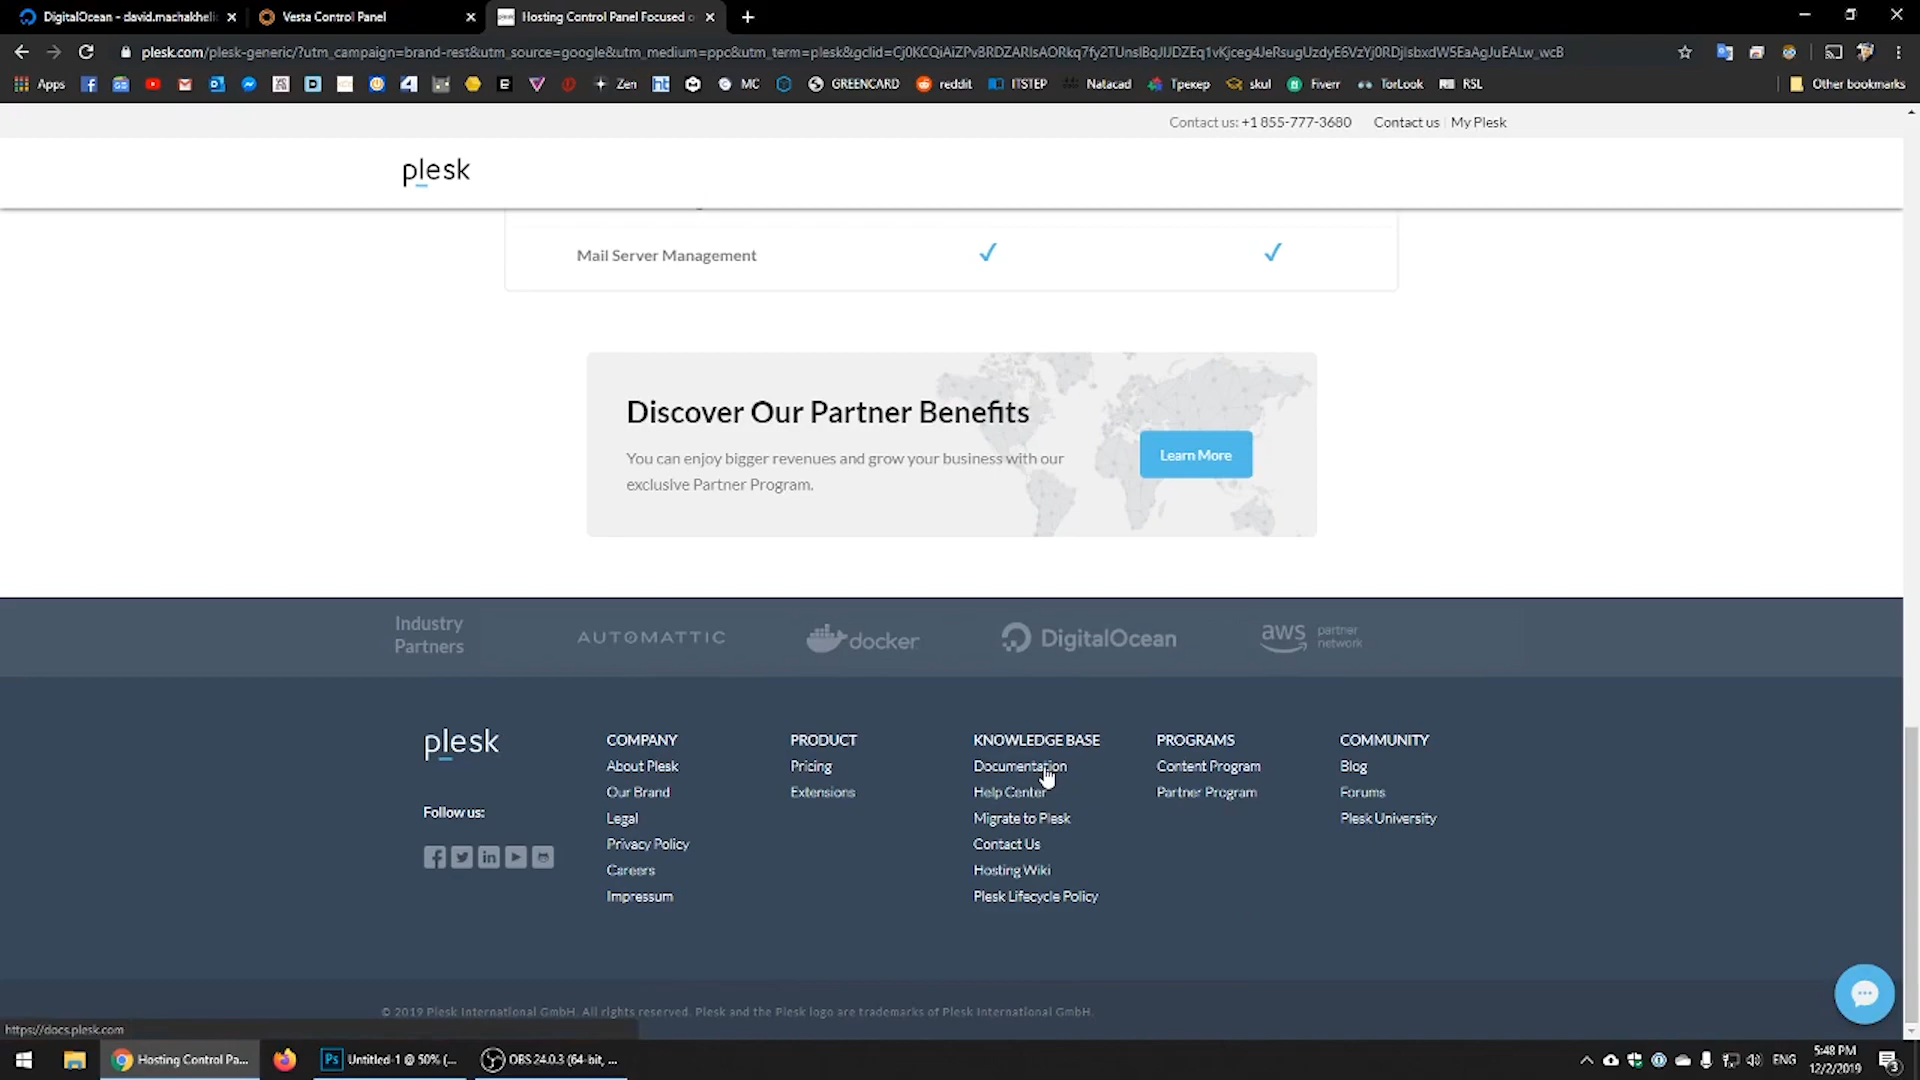 DigitalOcean - david.machakheli
Vesta Control Panel
Hosting Control Panel Focused o
plesk.com/plesk-generic/?utm_campaign=brand-rest&utm_source=google&utm_medium=ppc&utm_term=plesk&gclid=
Apps
Zen
MC
GREENCARD
reddit
ITSTEP
Natacad
Трекер
skul
Fiverr
TorLook
RSL
Other bookmarks
Contact us: +1 855-777-3680
Contact us
My Plesk
plesk
Mail Server Management
Discover Our Partner Benefits
You can enjoy bigger revenues and grow your business with our
exclusive Partner Program.
Learn More
Industry
Partners
AUTOMATTIC
docker
DigitalOcean
aws partner
network
plesk
Follow us:
COMPANY
About Plesk
Our Brand
Legal
Privacy Policy
Careers
Impressum
PRODUCT
Pricing
Extensions
KNOWLEDGE BASE
Documentation
Help Center
Migrate to Plesk
Contact Us
Hosting Wiki
Plesk Lifecycle Policy
PROGRAMS
Content Program
Partner Program
COMMUNITY
Blog
Forums
Plesk University
© 2019 Plesk International GmbH. All rights reserved. Plesk and the Plesk logo are trademarks of Plesk International GmbH.
https://docs.plesk.com
Hosting Control Pa...
Ps Untitled-1 @ 50% (...
OBS 24.0.3 (64-bit, ...
ENG
5:48 PM
12/2/2019
3